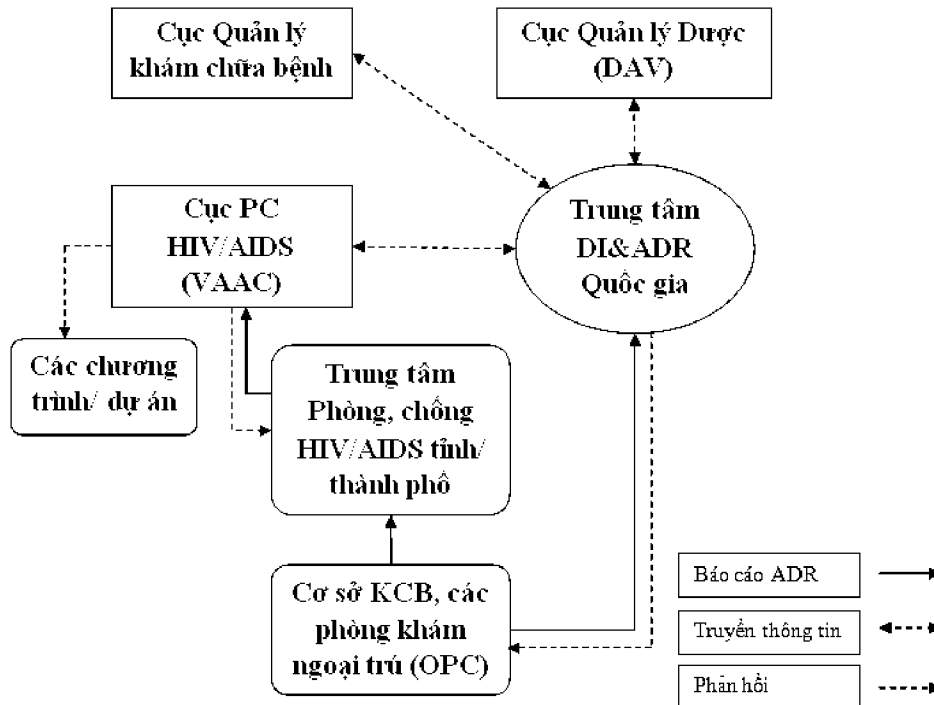 Cục Quản lý
khám chữa bệnh
Cục Quản lý Dược
(DAV)
Cục PC
HIV/AIDS
(VAAC)
Trung tâm
DI&ADR
Quốc gia
Các chương
trình/ dự án
Trung tâm
Phòng, chống
HIV/AIDS tỉnh/
thành phố
Cơ sở KCB, các
phòng khám
ngoại trú (OPC)
Báo cáo ADR
Truyền thông tin
Phản hồi